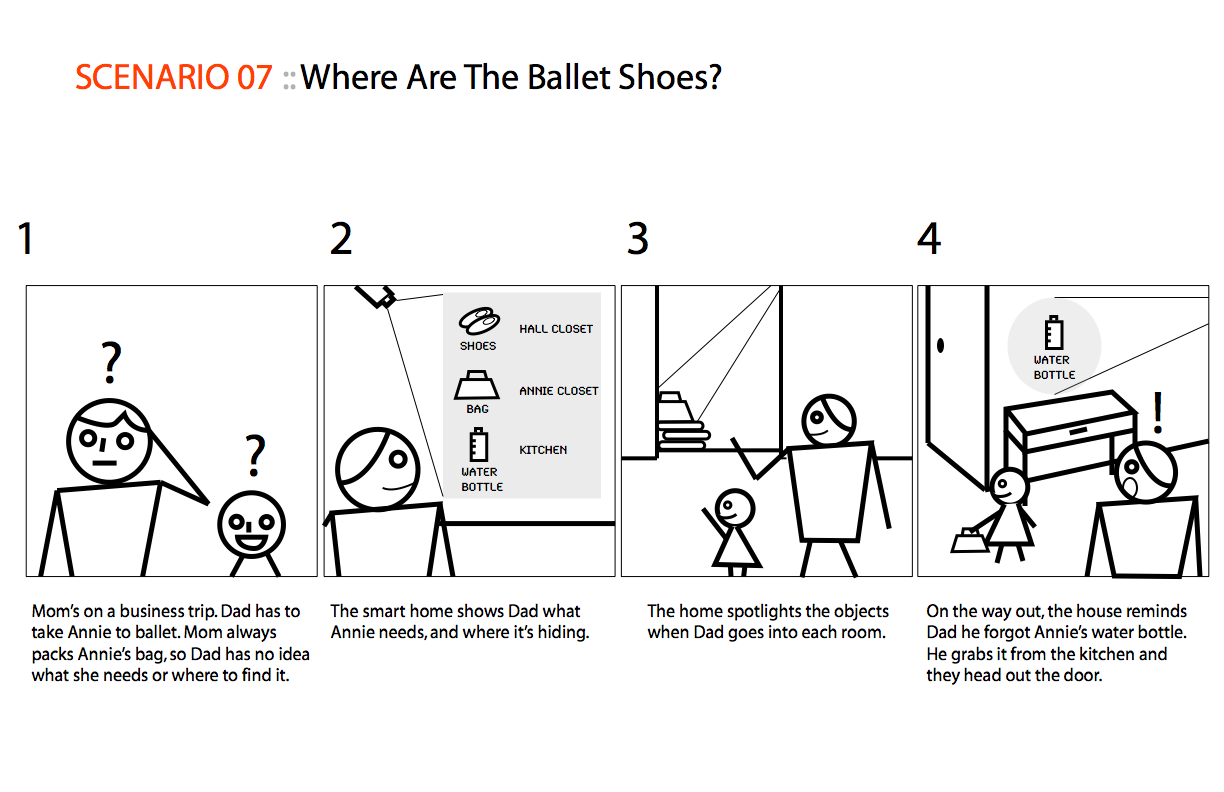 SCENARIO 07 :: Where Are The Ballet Shoes?
1
2
3
4
?
?
SHOES
HALL CLOSET
BAG
ANNIE CLOSET
WATER
BOTTLE
KITCHEN
WATER
BOTTLE
!
Mom's on a business trip. Dad has to
take Annie to ballet. Mom always
packs Annie's bag, so Dad has no idea
what she needs or where to find it.
The smart home shows Dad what
Annie needs, and where it's hiding.
The home spotlights the objects
when Dad goes into each room.
On the way out, the house reminds
Dad he forgot Annie's water bottle.
He grabs it from the kitchen and
they head out the door.